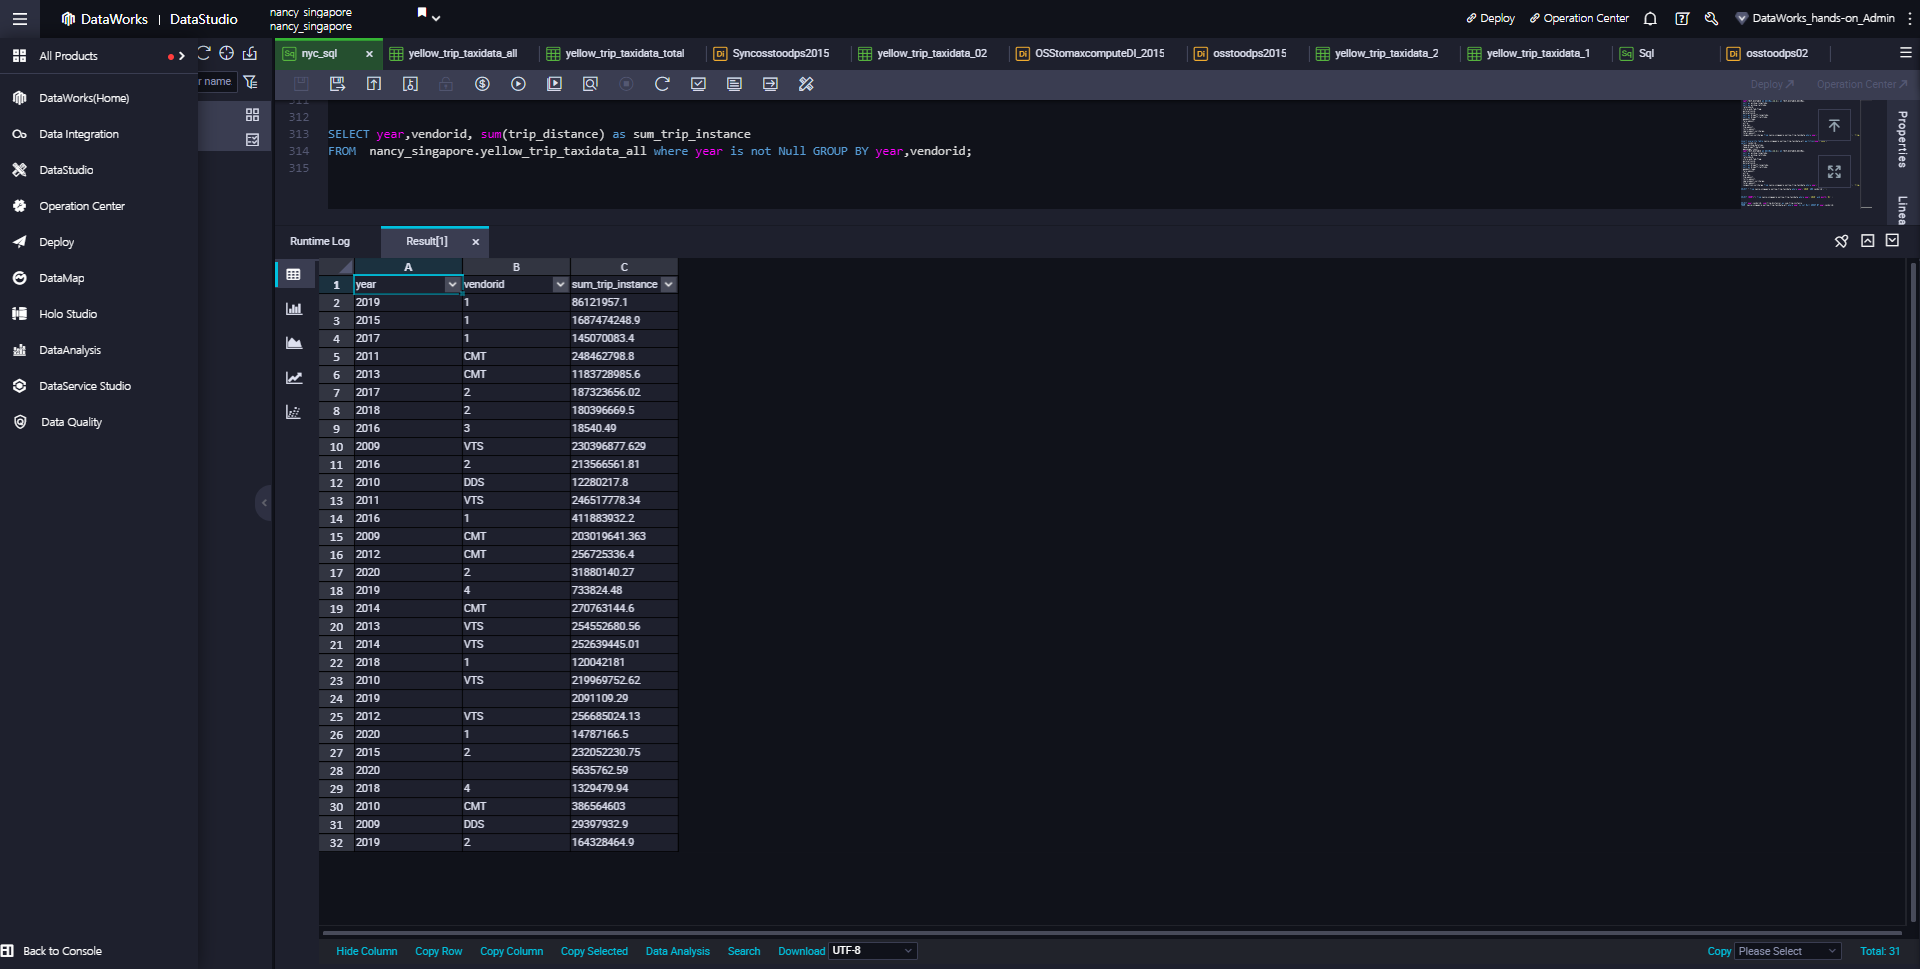 DataWorks | DataStudio
nancy_singapore
nancy_singapore
Deploy
Operation Center
DataWorks_hands-on_Admin
All Products
DataWorks(Home)
Data Integration
DataStudio
Operation Center
Deploy
DataMap
Holo Studio
DataAnalysis
DataService Studio
Data Quality
Back to Console
r name
Sq nyc_sql
yellow_trip_taxidata_all
yellow_trip_taxidata_total
Di Syncosstoodps2015
yellow_trip_taxidata_02
Di OSStomaxcomputeDI_2015
Di osstoodps2015
yellow_trip_taxidata_2
yellow_trip_taxidata_1
Sq Sql
Di osstoodps02
Deploy
Operation Center
311
312
313 SELECT year,vendorid, sum(trip_distance) as sum_trip_instance
314 FROM nancy_singapore.yellow_trip_taxidata_all where year is not Null GROUP BY year,vendorid;
315
Properties
Linea
Runtime Log
Result[1]
A B C
1 year vendorid sum_trip_instance
2 2019 1 86121957.1
3 2015 1 1687474248.9
4 2017 1 145070083.4
5 2011 CMT 248462798.8
6 2013 CMT 1183728985.6
7 2017 2 187323656.02
8 2018 2 180396669.5
9 2016 3 18540.49
10 2009 VTS 230396877.629
11 2016 2 213566561.81
12 2010 DDS 12280217.8
13 2011 VTS 246517778.34
14 2016 1 411883932.2
15 2009 CMT 203019641.363
16 2012 CMT 256725336.4
17 2020 2 31880140.27
18 2019 4 733824.48
19 2014 CMT 270763144.6
20 2013 VTS 254552680.56
21 2014 VTS 252639445.01
22 2018 1 120042181
23 2010 VTS 219969752.62
24 2019 2091109.29
25 2012 VTS 256685024.13
26 2020 1 14787166.5
27 2015 2 232052230.75
28 2020 5635762.59
29 2018 4 1329479.94
30 2010 CMT 386564603
31 2009 DDS 29397932.9
32 2019 2 164328464.9
Hide Column Copy Row Copy Column Copy Selected Data Analysis Search Download UTF-8 Copy Please Select Total: 31